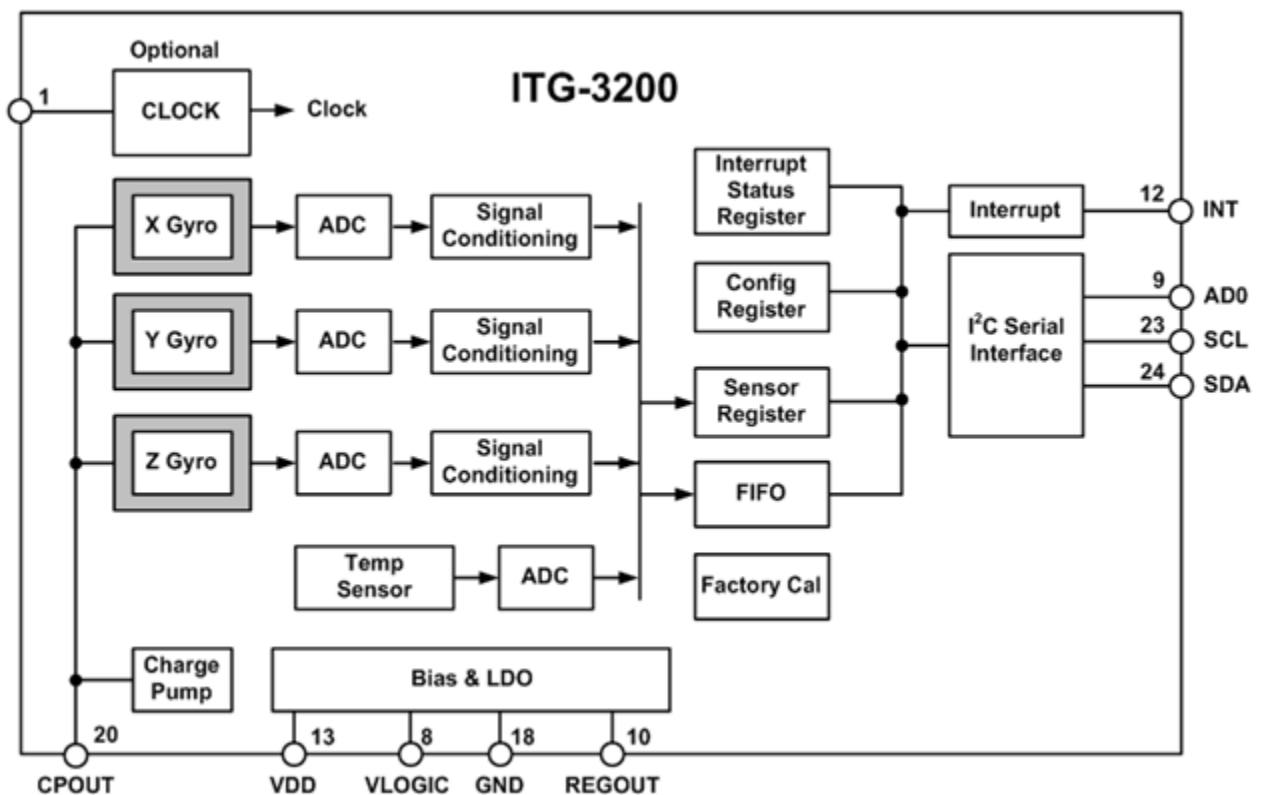 Optional
ITG-3200
1
CLOCK
Clock
X Gyro
ADC
Signal
Conditioning
Interrupt
Status
Register
Interrupt
12
INT
Config
Register
9
AD0
Y Gyro
ADC
Signal
Conditioning
I²C Serial
Interface
23
SCL
24
SDA
Sensor
Register
Z Gyro
ADC
Signal
Conditioning
FIFO
Temp
Sensor
ADC
Factory Cal
Charge
Pump
Bias & LDO
20
13
8
18
10
CPOUT
VDD
VLOGIC
GND
REGOUT